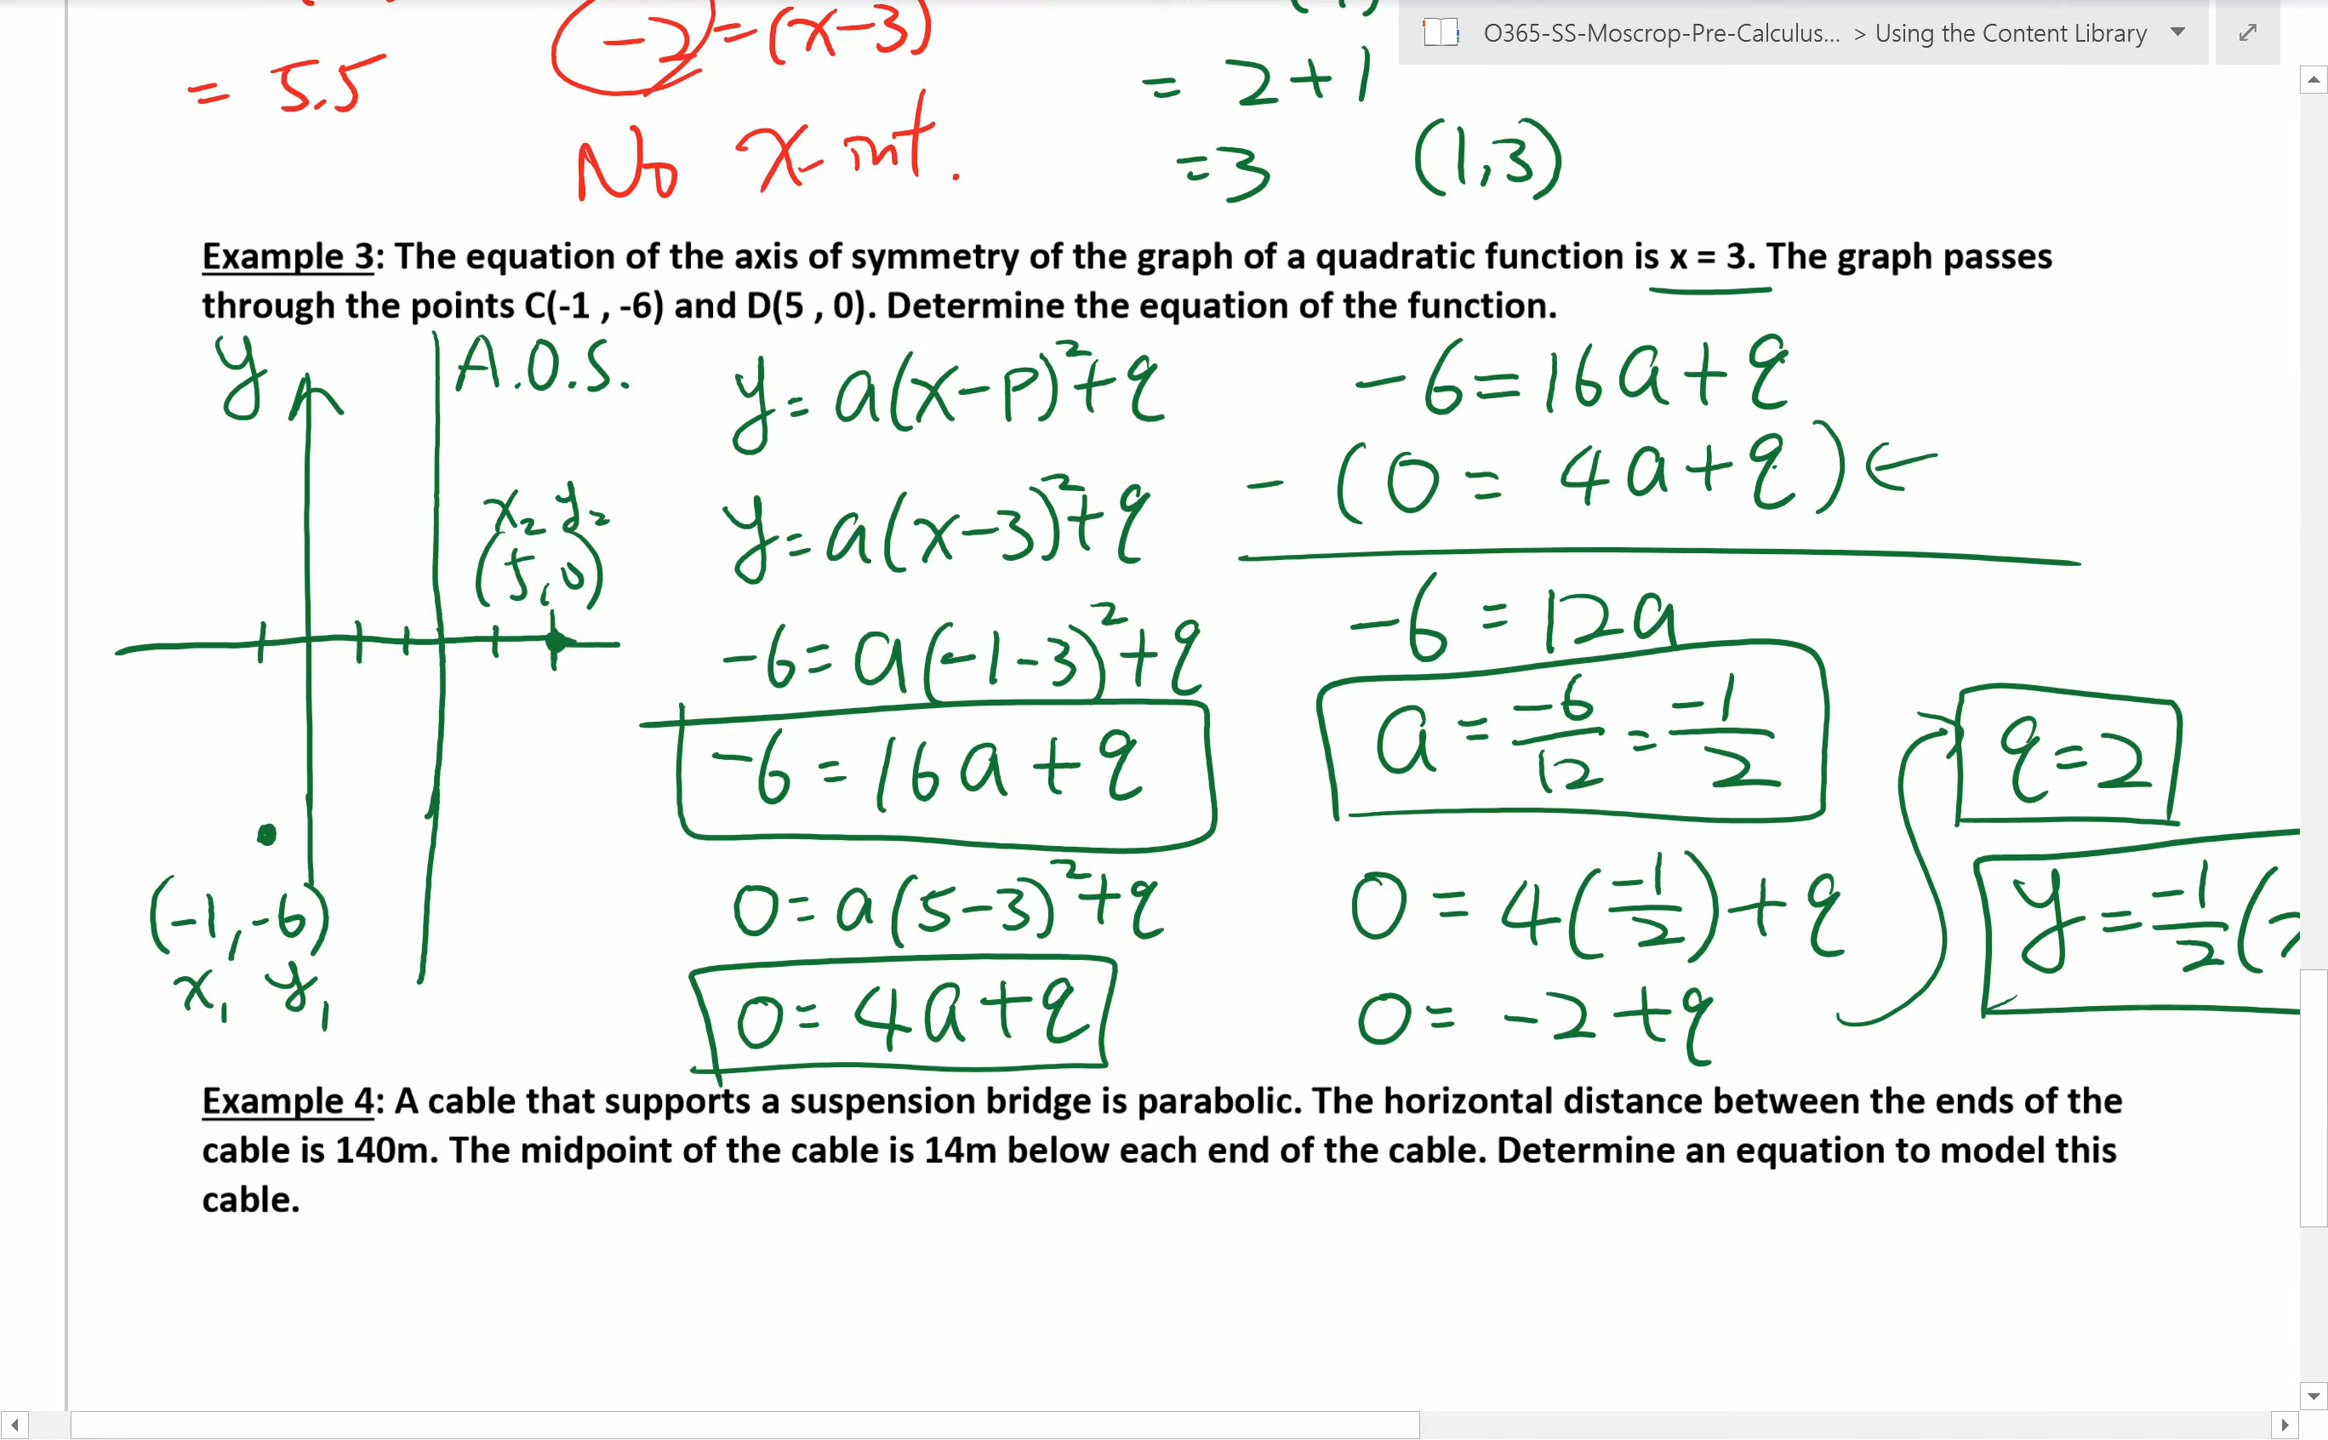 O365-SS-Moscrop-Pre-Calculus... > Using the Content Library
-2 = (x-3)
= 5.5
No x-int.
= 2+1
=3 (1,3)
Example 3: The equation of the axis of symmetry of the graph of a quadratic function is x = 3. The graph passes
through the points C(-1 , -6) and D(5 , 0). Determine the equation of the function.
y A.O.S.
x₂ y₂
(5,0)
(-1,-6)
x₁ y₁
y = a(x-p)²+q
y = a(x-3)²+q
-6 = a(-1-3)²+q
-6 = 16a+q
0 = a(5-3)²+q
0 = 4a+q
-6 = 16a+q
- (0 = 4a+q) ←
-6 = 12a
a = -6/12 = -1/2
0 = 4(-1/2)+q
0 = -2+q
q = 2
y = -1/2(
Example 4: A cable that supports a suspension bridge is parabolic. The horizontal distance between the ends of the
cable is 140m. The midpoint of the cable is 14m below each end of the cable. Determine an equation to model this
cable.